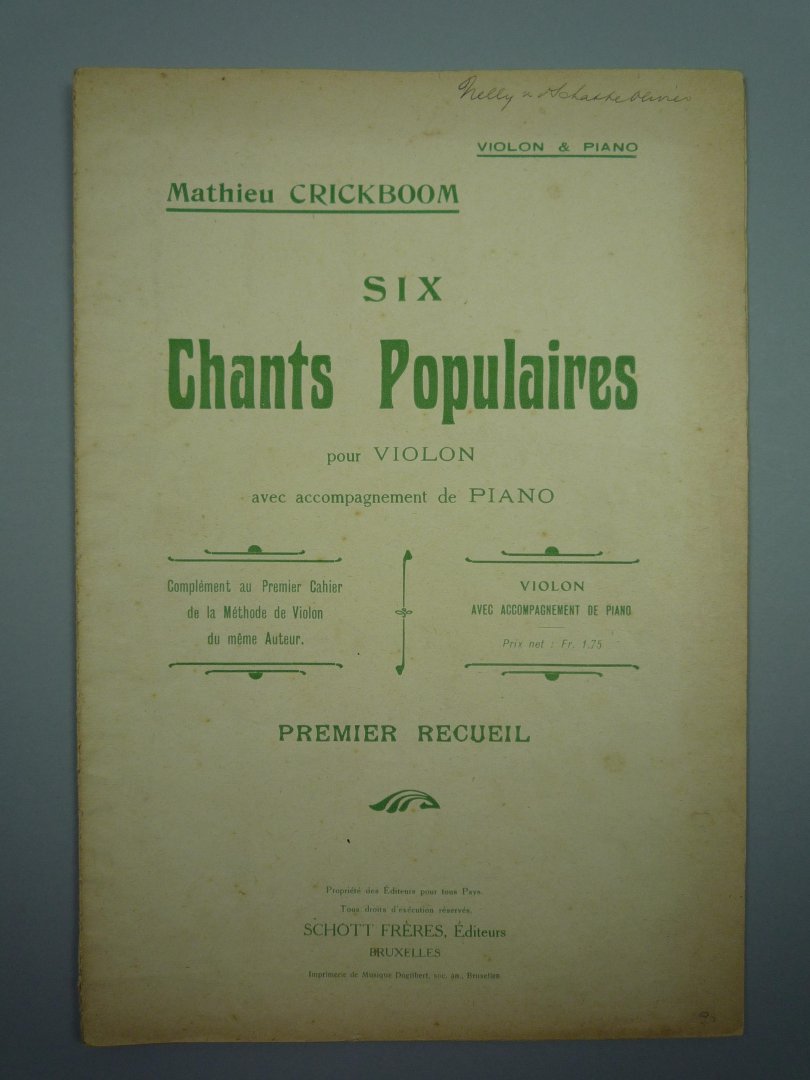 Nelly
VIOLON & PIANO
Mathieu CRICKBOOM
SIX
Chants Populaires
pour VIOLON
avec accompagnement de PIANO
Complément au Premier Cahier
de la Méthode de Violon
du même Auteur.
VIOLON
AVEC ACCOMPAGNEMENT DE PIANO
Prix net : Fr. 1.75
PREMIER RECUEIL
Propriété des Éditeurs pour tous Pays.
Tous droits d'exécution réservés.
SCHOTT FRÈRES, Éditeurs
BRUXELLES
Imprimerie de Musique Dogilbert, soc. an., Bruxelles